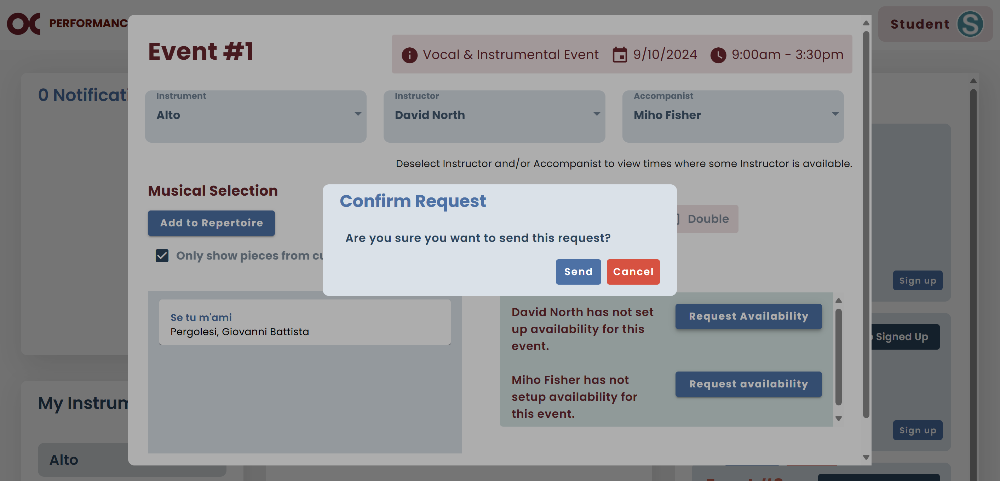 OC PERFORMANC
Student S
Event #1
Vocal & Instrumental Event 9/10/2024 9:00am - 3:30pm
0 Notificati
Instrument
Alto
Instructor
David North
Accompanist
Miho Fisher
Deselect Instructor and/or Accompanist to view times where some Instructor is available.
Musical Selection
Add to Repertoire
Only show pieces from cu
Double
Confirm Request
Are you sure you want to send this request?
Send Cancel
Se tu m'ami
Pergolesi, Giovanni Battista
David North has not set
up availability for this
event.
Request Availability
Miho Fisher has not
setup availability for
this event.
Request availability
Sign up
Signed Up
Sign up
My Instrum
Alto